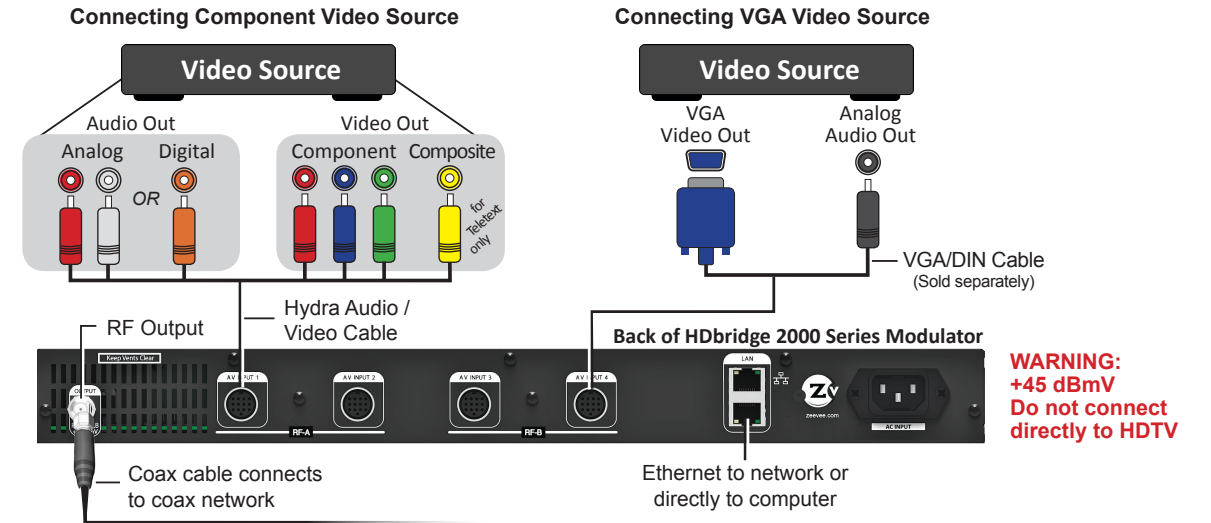 Connecting Component Video Source
Connecting VGA Video Source
Video Source
Video Source
Audio Out
Video Out
Analog
Digital
Component
Composite
OR
for
Teletext
only
VGA
Video Out
Analog
Audio Out
VGA/DIN Cable
(Sold separately)
Hydra Audio /
Video Cable
RF Output
Back of HDbridge 2000 Series Modulator
Keep Vents Clear
OUTPUT
AV INPUT 1
AV INPUT 2
AV INPUT 3
AV INPUT 4
RF-A
RF-B
LAN
Zv
zeevee.com
AC INPUT
WARNING:
+45 dBmV
Do not connect
directly to HDTV
Coax cable connects
to coax network
Ethernet to network or
directly to computer